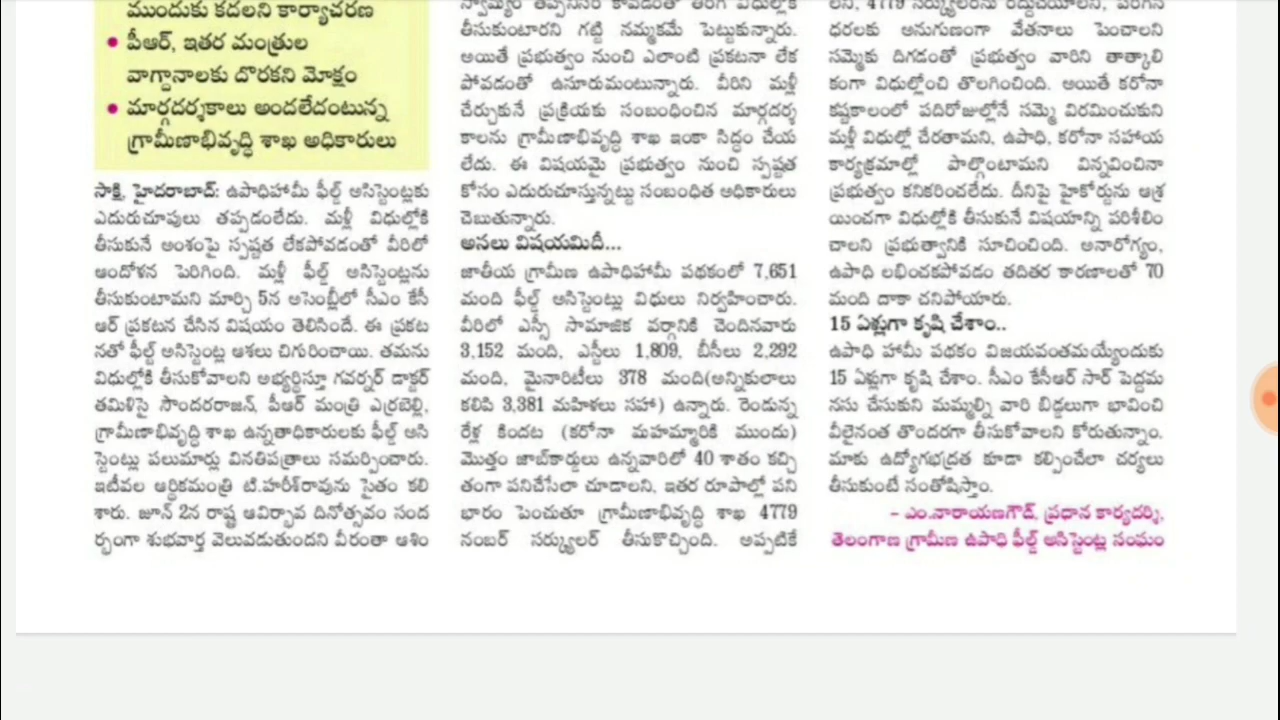 ముందుకు కదలని కార్యాచరణ
• పీఆర్, ఇతర మంత్రుల
వాగ్దానాలకు దొరకని మోక్షం
• మార్గదర్శకాలు అందలేదంటున్న
గ్రామీణాభివృద్ధి శాఖ అధికారులు
సాక్షి, హైదరాబాద్: ఉపాధిహామీ ఫీల్డ్ అసిస్టెంట్లకు
ఎదురుచూపులు తప్పడంలేదు. మళ్లీ విధుల్లోకి
తీసుకునే అంశంపై స్పష్టత లేకపోవడంతో వీరిలో
ఆందోళన పెరిగింది. మళ్లీ ఫీల్డ్ అసిస్టెంట్లను
తీసుకుంటామని మార్చి 5న అసెంబ్లీలో సీఎం కేసీ
ఆర్ ప్రకటన చేసిన విషయం తెలిసిందే. ఈ ప్రకట
నతో ఫీల్డ్ అసిస్టెంట్ల ఆశలు చిగురించాయి. తమను
విధుల్లోకి తీసుకోవాలని అభ్యర్థిస్తూ గవర్నర్ డాక్టర్
తమిళిసై సౌందరరాజన్, పీఆర్ మంత్రి ఎర్రబెల్లి,
గ్రామీణాభివృద్ధి శాఖ ఉన్నతాధికారులకు ఫీల్డ్ అసి
స్టెంట్లు పలుమార్లు వినతిపత్రాలు సమర్పించారు.
ఇటీవల ఆర్థికమంత్రి టి.హరీశ్‌రావును సైతం కలి
శారు. జూన్ 2న రాష్ట్ర ఆవిర్భావ దినోత్సవం సంద
ర్భంగా శుభవార్త వెలువడుతుందని వీరంతా ఆశిం
తీసుకుంటారని గట్టి నమ్మకమే పెట్టుకున్నారు.
అయితే ప్రభుత్వం నుంచి ఎలాంటి ప్రకటనా లేక
పోవడంతో ఉసూరుమంటున్నారు. వీరిని మళ్లీ
చేర్చుకునే ప్రక్రియకు సంబంధించిన మార్గదర్శ
కాలను గ్రామీణాభివృద్ధి శాఖ ఇంకా సిద్ధం చేయ
లేదు. ఈ విషయమై ప్రభుత్వం నుంచి స్పష్టత
కోసం ఎదురుచూస్తున్నట్టు సంబంధిత అధికారులు
చెబుతున్నారు.
అసలు విషయమిదీ...
జాతీయ గ్రామీణ ఉపాధిహామీ పథకంలో 7,651
మంది ఫీల్డ్ అసిస్టెంట్లు విధులు నిర్వహించారు.
వీరిలో ఎస్సీ సామాజిక వర్గానికి చెందినవారు
3,152 మంది, ఎస్టీలు 1,809, బీసీలు 2,292
మంది, మైనారిటీలు 378 మంది(అన్నికులాలు
కలిపి 3,381 మహిళలు సహా) ఉన్నారు. రెండున్న
రేళ్ల కిందట (కరోనా మహమ్మారికి ముందు)
మొత్తం జాబ్‌కార్డులు ఉన్నవారిలో 40 శాతం కచ్చి
తంగా పనిచేసేలా చూడాలని, ఇతర రూపాల్లో పని
భారం పెంచుతూ గ్రామీణాభివృద్ధి శాఖ 4779
నంబర్ సర్క్యులర్ తీసుకొచ్చింది. అప్పటికే
లని, 4779 సర్క్యులర్‌ను రద్దుచేయాలని, పెరిగిన
ధరలకు అనుగుణంగా వేతనాలు పెంచాలని
సమ్మెకు దిగడంతో ప్రభుత్వం వారిని తాత్కాలి
కంగా విధుల్లోంచి తొలగించింది. అయితే కరోనా
కష్టకాలంలో పదిరోజుల్లోనే సమ్మె విరమించుకుని
మళ్లీ విధుల్లో చేరతామని, ఉపాధి, కరోనా సహాయ
కార్యక్రమాల్లో పాల్గొంటామని విన్నవించినా
ప్రభుత్వం కనికరించలేదు. దీనిపై హైకోర్టును ఆశ్ర
యించగా విధుల్లోకి తీసుకునే విషయాన్ని పరిశీలిం
చాలని ప్రభుత్వానికి సూచించింది. అనారోగ్యం,
ఉపాధి లభించకపోవడం తదితర కారణాలతో 70
మంది దాకా చనిపోయారు.
15 ఏళ్లుగా కృషి చేశాం..
ఉపాధి హామీ పథకం విజయవంతమయ్యేందుకు
15 ఏళ్లుగా కృషి చేశాం. సీఎం కేసీఆర్ సార్ పెద్దమ
నసు చేసుకుని మమ్మల్ని వారి బిడ్డలుగా భావించి
వీలైనంత తొందరగా తీసుకోవాలని కోరుతున్నాం.
మాకు ఉద్యోగభద్రత కూడా కల్పించేలా చర్యలు
తీసుకుంటే సంతోషిస్తాం.
– ఎం.నారాయణగౌడ్, ప్రధాన కార్యదర్శి,
తెలంగాణ గ్రామీణ ఉపాధి ఫీల్డ్ అసిస్టెంట్ల సంఘం